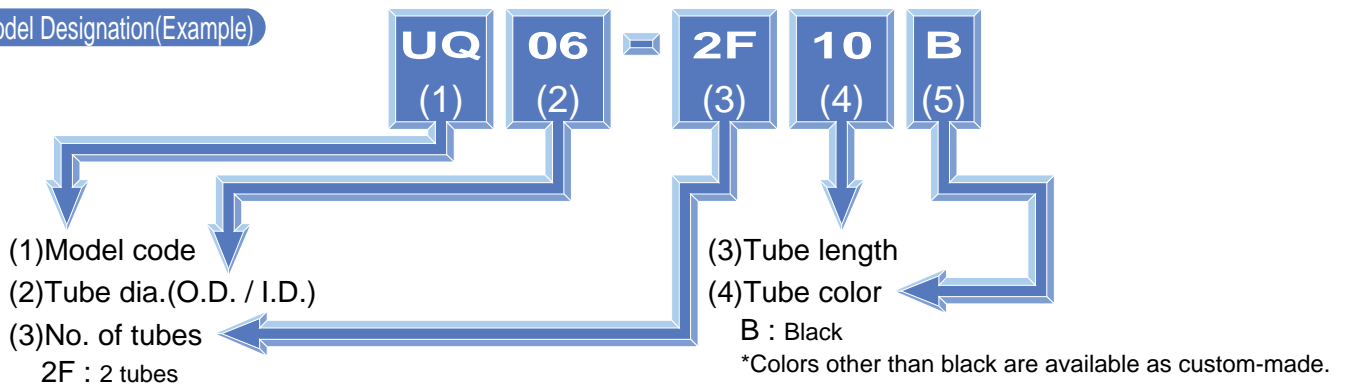 odel Designation(Example)
UQ 06 - 2F 10 B
(1) (2) (3) (4) (5)
(1)Model code
(2)Tube dia.(O.D. / I.D.)
(3)No. of tubes
2F : 2 tubes
(3)Tube length
(4)Tube color
B : Black
*Colors other than black are available as custom-made.